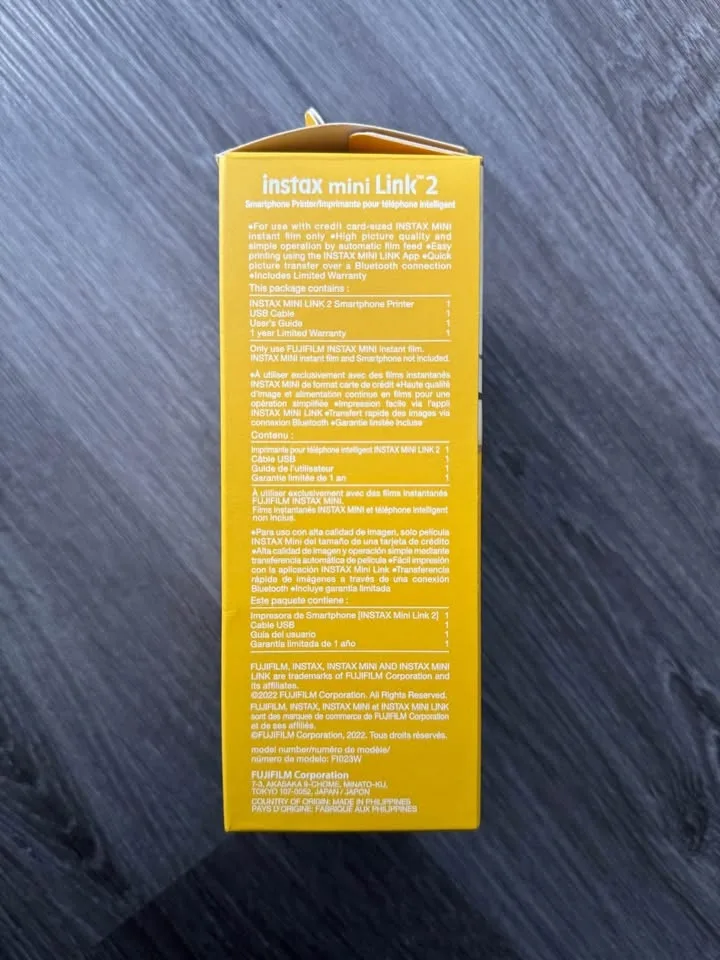 instax mini Link™2
Smartphone Printer/Imprimante pour téléphone intelligent
●For use with credit card-sized INSTAX MINI
instant film only ●High picture quality and
simple operation by automatic film feed ●Easy
printing using the INSTAX MINI LINK App ●Quick
picture transfer over a Bluetooth connection
●Includes Limited Warranty
This package contains :
INSTAX MINI LINK 2 Smartphone Printer 1
USB Cable 1
User's Guide 1
1 year Limited Warranty 1
Only use FUJIFILM INSTAX MINI instant film.
INSTAX MINI instant film and Smartphone not included.
●À utiliser exclusivement avec des films instantanés
INSTAX MINI de format carte de crédit ●Haute qualité
d'image et alimentation continue en films pour une
opération simplifiée ●Impression facile via l'appli
INSTAX MINI LINK ●Transfert rapide des images via
connexion Bluetooth ●Garantie limitée incluse
Contenu :
Imprimante pour téléphone intelligent INSTAX MINI LINK 2 1
Câble USB 1
Guide de l'utilisateur 1
Garantie limitée de 1 an 1
À utiliser exclusivement avec des films instantanés
FUJIFILM INSTAX MINI.
Films instantanés INSTAX MINI et téléphone intelligent
non inclus.
●Para uso con alta calidad de imagen, solo película
INSTAX Mini del tamaño de una tarjeta de crédito
●Alta calidad de imagen y operación simple mediante
transferencia automática de película ●Fácil impresión
con la aplicación INSTAX Mini Link ●Transferencia
rápida de imágenes a través de una conexión
Bluetooth ●Incluye garantía limitada
Este paquete contiene :
Impresora de Smartphone [INSTAX Mini Link 2] 1
Cable USB 1
Guía del usuario 1
Garantía limitada de 1 año 1
FUJIFILM, INSTAX, INSTAX MINI AND INSTAX MINI
LINK are trademarks of FUJIFILM Corporation and
its affiliates.
©2022 FUJIFILM Corporation. All Rights Reserved.
FUJIFILM, INSTAX, INSTAX MINI et INSTAX MINI LINK
sont des marques de commerce de FUJIFILM Corporation
et de ses affiliés.
©FUJIFILM Corporation, 2022. Tous droits réservés.
model number/numéro de modèle/
número de modelo: FI023W
FUJIFILM Corporation
7-3, AKASAKA 9-CHOME, MINATO-KU,
TOKYO 107-0052, JAPAN / JAPON
COUNTRY OF ORIGIN: MADE IN PHILIPPINES
PAYS D'ORIGINE: FABRIQUÉ AUX PHILIPPINES